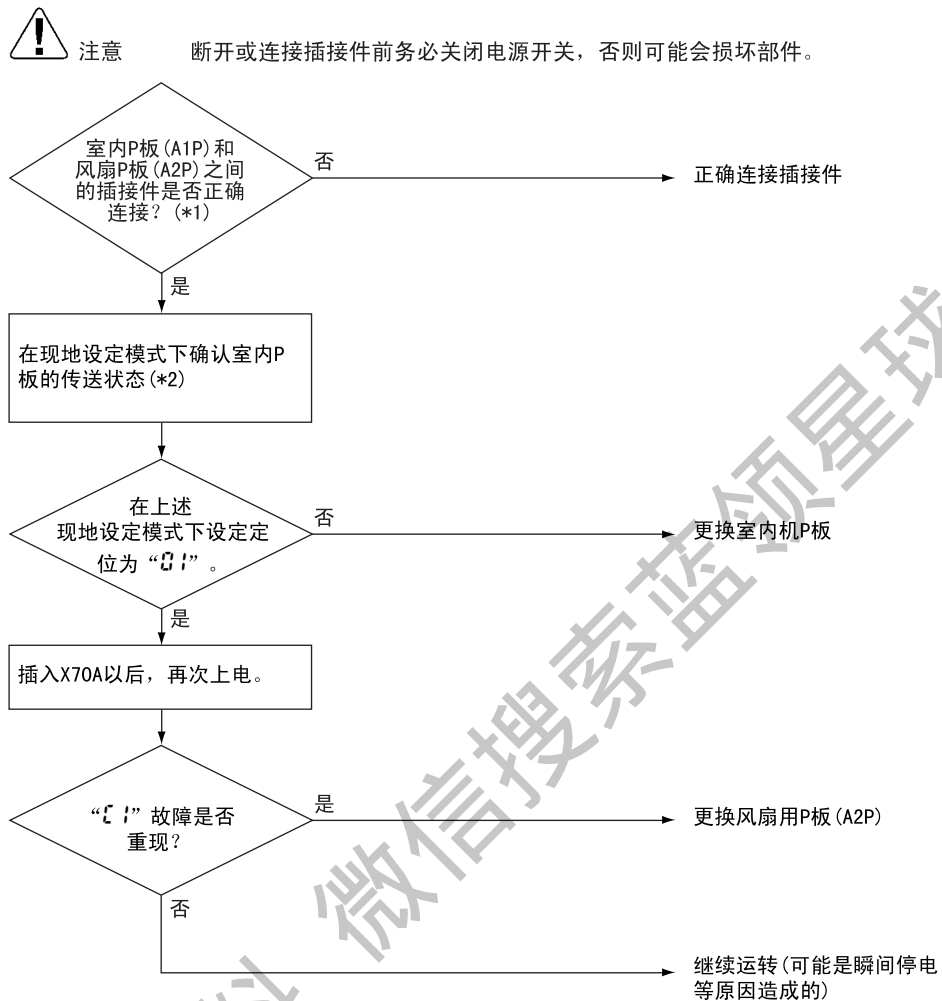 注意 断开或连接插接件前务必关闭电源开关，否则可能会损坏部件。
室内P板(A1P)和
风扇P板(A2P)之间
的插接件是否正确
连接？(*1)
否
正确连接插接件
是
在现地设定模式下确认室内P
板的传送状态(*2)
在上述
现地设定模式下设定定
位为“01”。
否
更换室内机P板
是
插入X70A以后，再次上电。
“C1”故障是否
重现？
是
更换风扇用P板(A2P)
否
继续运转(可能是瞬间停电
等原因造成的)
微信搜索蓝领星球